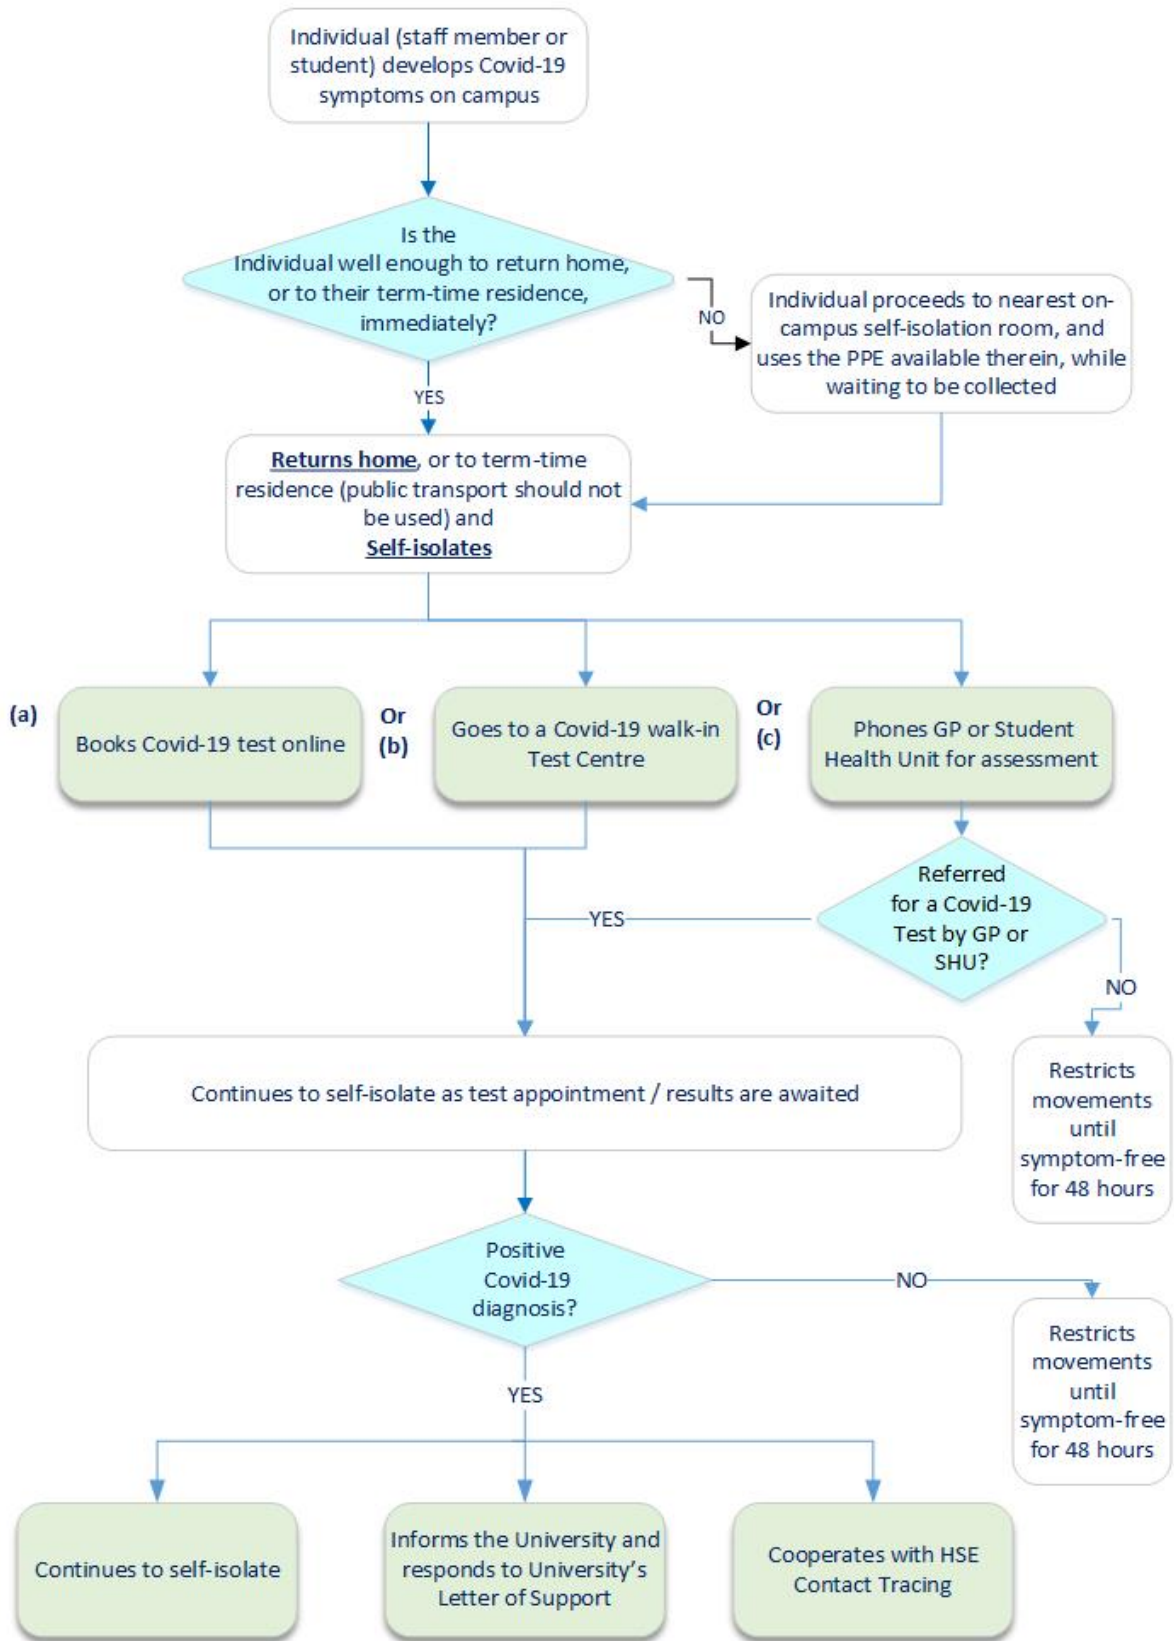 Individual (staff member or
student) develops Covid-19
symptoms on campus
Is the
Individual well enough to return home,
or to their term-time residence,
immediately?
NO
Individual proceeds to nearest on-
campus self-isolation room, and
uses the PPE available therein, while
waiting to be collected
YES
Returns home, or to term-time
residence (public transport should not
be used) and
Self-isolates
(a)
Books Covid-19 test online
Or
(b)
Goes to a Covid-19 walk-in
Test Centre
Or
(c)
Phones GP or Student
Health Unit for assessment
Referred
for a Covid-19
Test by GP or
SHU?
YES
NO
Continues to self-isolate as test appointment / results are awaited
Restricts
movements
until
symptom-free
for 48 hours
Positive
Covid-19
diagnosis?
NO
Restricts
movements
until
symptom-free
for 48 hours
YES
Continues to self-isolate
Informs the University and
responds to University's
Letter of Support
Cooperates with HSE
Contact Tracing